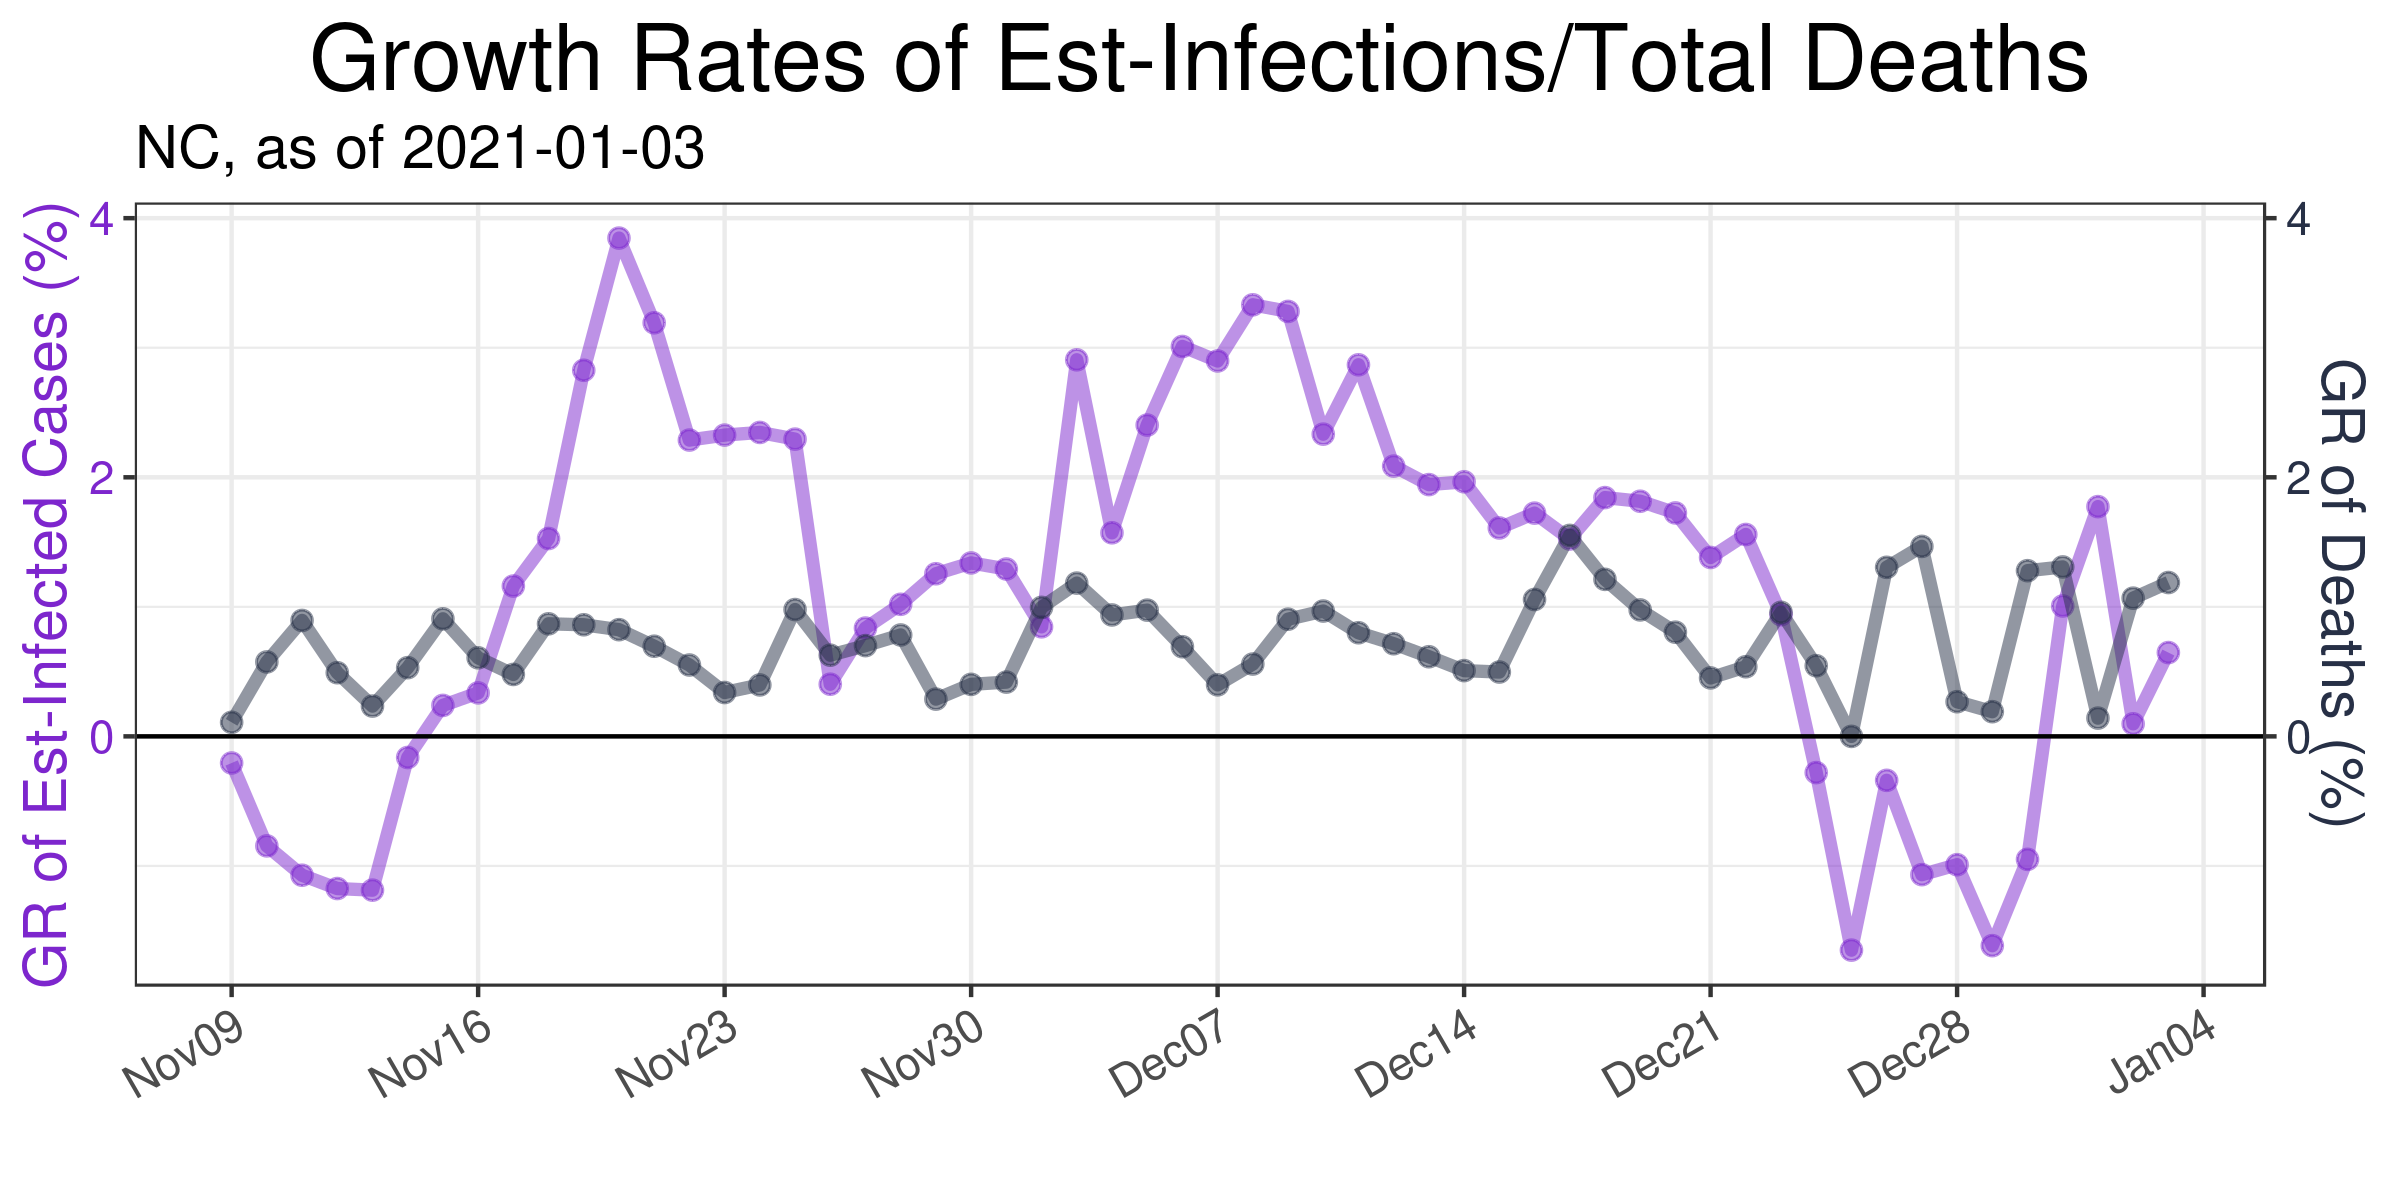 Growth Rates of Est-Infections/Total Deaths
NC, as of 2021-01-03
GR of Est-Infected Cases (%)
4
2
0
4
2
0
GR of Deaths (%)
Nov09 Nov16 Nov23 Nov30 Dec07 Dec14 Dec21 Dec28 Jan04